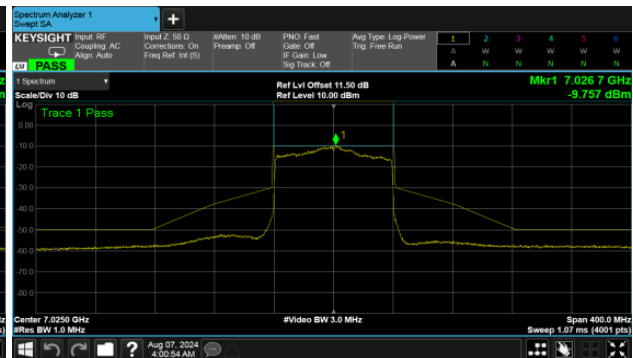 Spectrum Analyzer 1
Swept SA
+
KEYSIGHT Input: RF
Coupling: AC
Align: Auto
Input Z: 50 Ω
Corrections: On
Freq Ref: Int (S)
#Atten: 10 dB
Preamp: Off
PNO: Fast
Gate: Off
IF Gain: Low
Sig Track: Off
Avg Type: Log-Power
Trig: Free Run
1 2 3 4 5 6
A W W W W W
A N N N N N
LXI PASS
1 Spectrum
Scale/Div 10 dB
Ref Lvl Offset 11.50 dB
Ref Level 10.00 dBm
Mkr1 7.026 7 GHz
-9.757 dBm
Log
Trace 1 Pass
1
0.00
-10.0
-20.0
-30.0
-40.0
-50.0
-60.0
-70.0
-80.0
Center 7.0250 GHz
#Res BW 1.0 MHz
#Video BW 3.0 MHz
Span 400.0 MHz
Sweep 1.07 ms (4001 pts)
?
Aug 07, 2024
4:00:54 AM